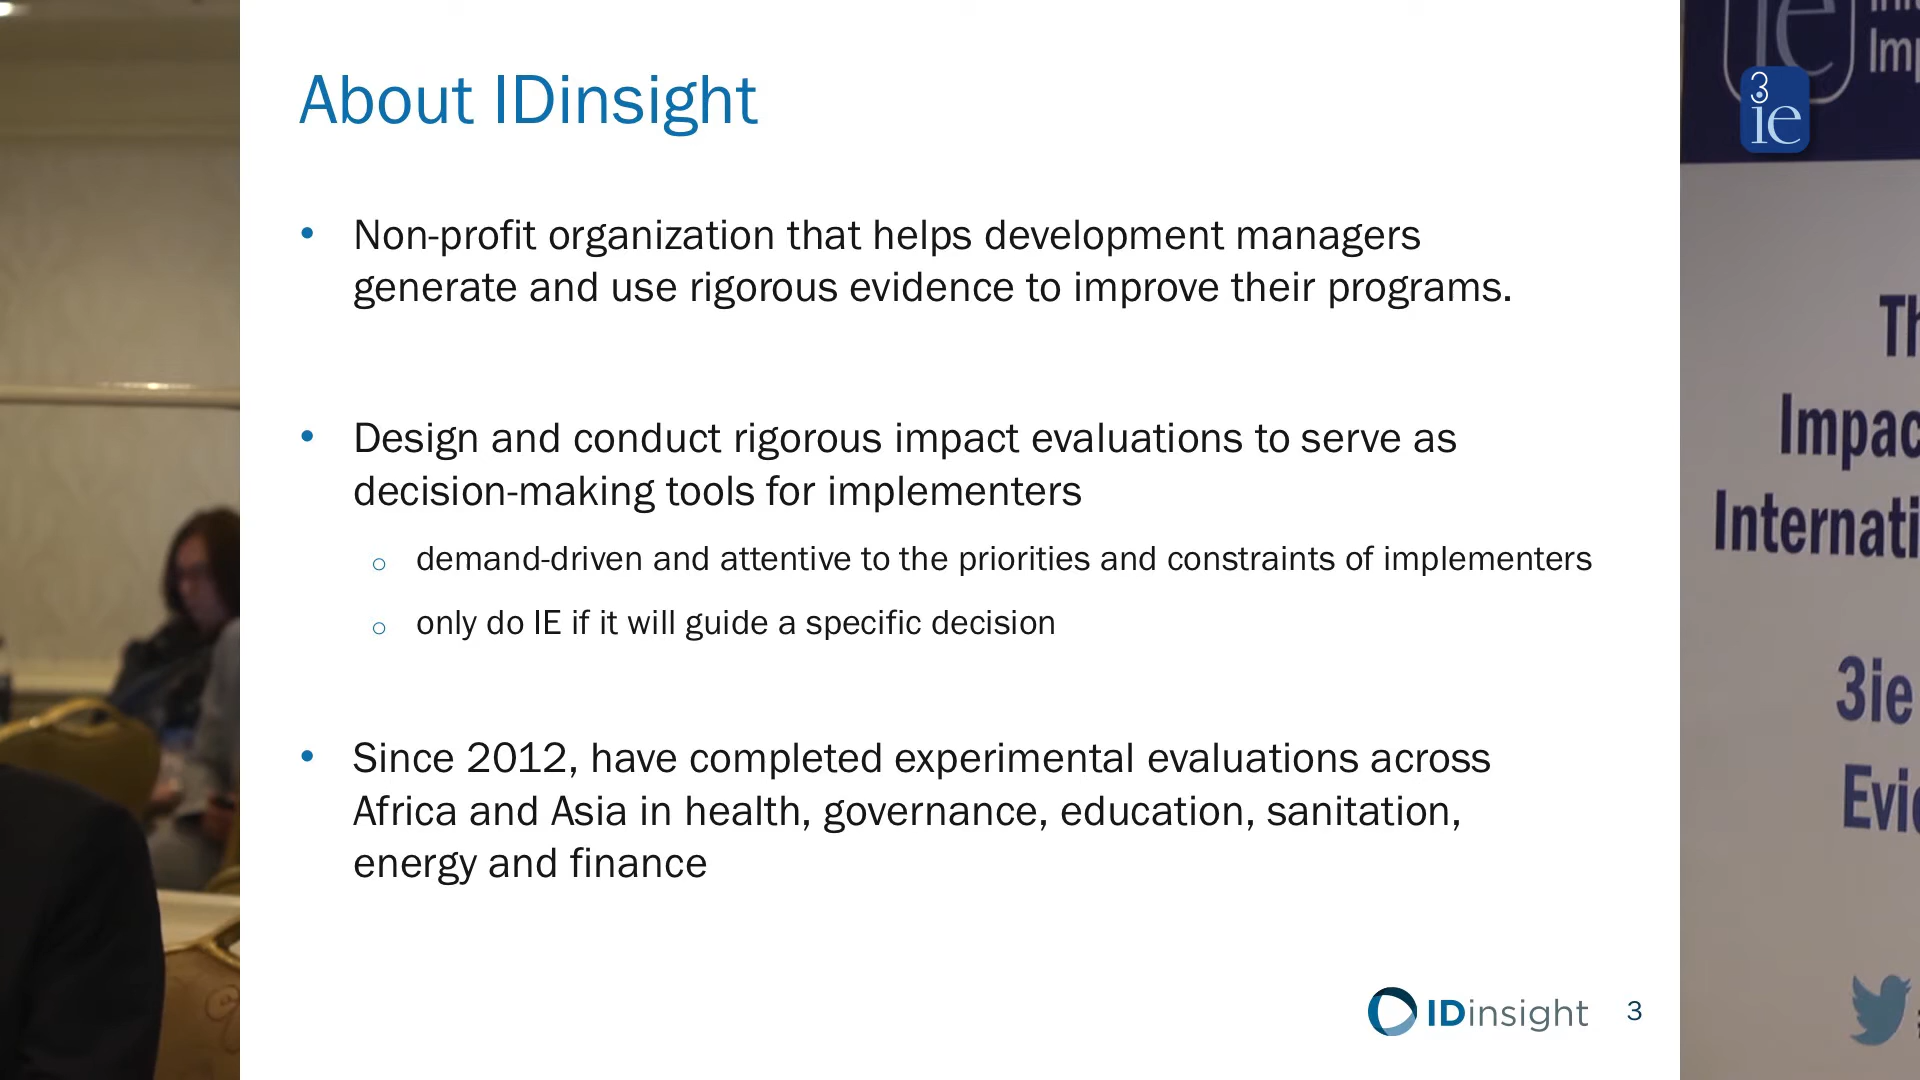 About IDinsight
• Non-profit organization that helps development managers
generate and use rigorous evidence to improve their programs.
• Design and conduct rigorous impact evaluations to serve as
decision-making tools for implementers
o demand-driven and attentive to the priorities and constraints of implementers
o only do IE if it will guide a specific decision
• Since 2012, have completed experimental evaluations across
Africa and Asia in health, governance, education, sanitation,
energy and finance
IDinsight 3
ie
3
ie
3ie